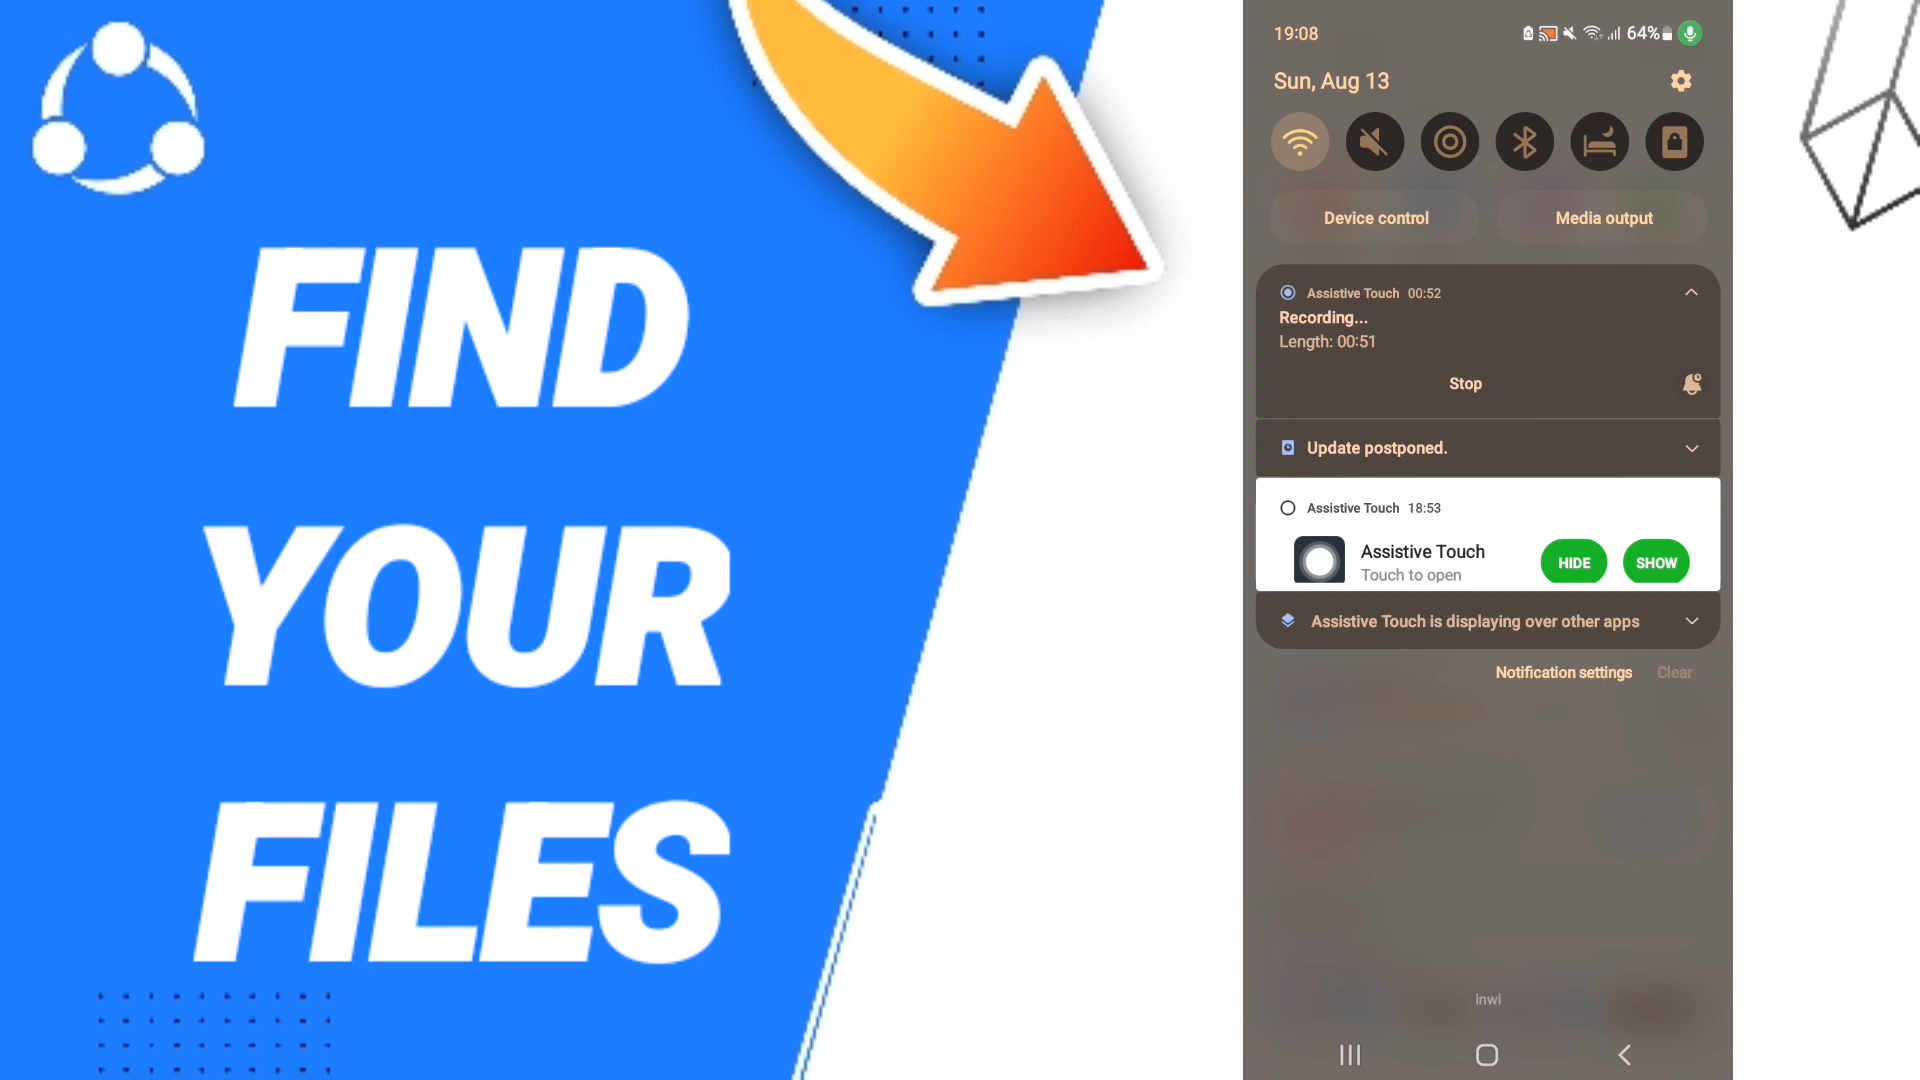 FIND
YOUR
FILES
19:08
64%
Sun, Aug 13
Device control
Media output
Assistive Touch 00:52
Recording...
Length: 00:51
Stop
Update postponed.
Assistive Touch 18:53
Assistive Touch
Touch to open
HIDE
SHOW
Assistive Touch is displaying over other apps
Notification settings
Clear
inwi